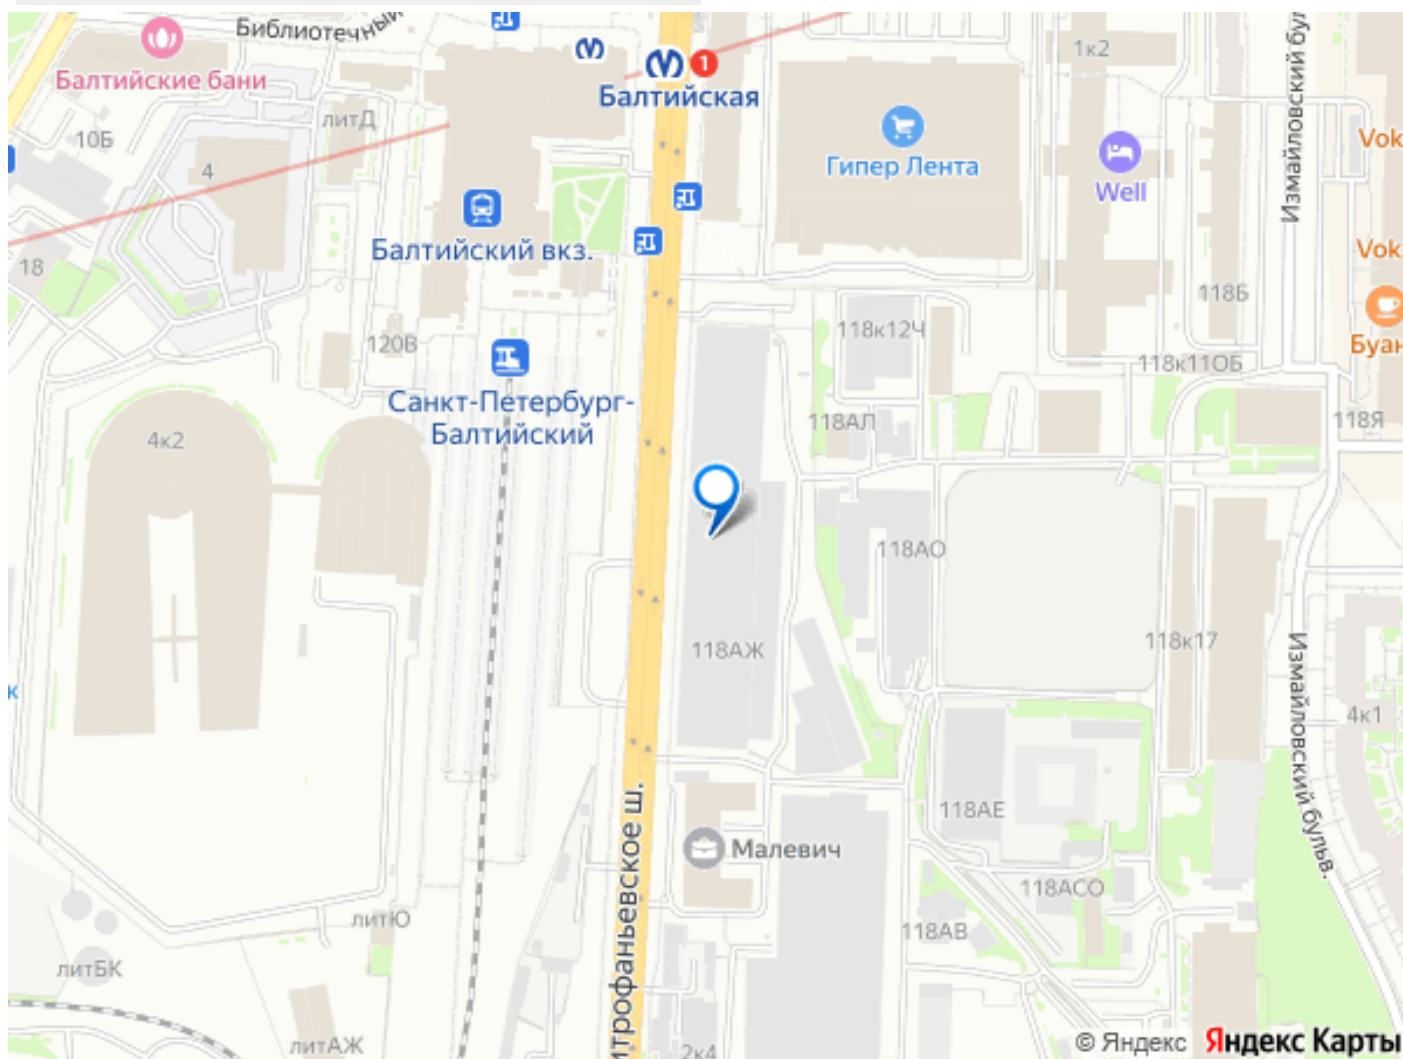 Библиотечный
Балтийские бани
Балтийская
1
1к2
Измайловский бул
Гипер Лента
Well
Vok
10Б
литД
4
Балтийский вкз.
18
Vok
118Б
120В
118к12Ч
Буан
118к11ОБ
Санкт-Петербург-
Балтийский
4к2
118АЛ
118Я
118АО
118АЖ
118к17
Измайловский бульв.
к
4к1
118АЕ
Малевич
итрофаньевское ш.
118АСО
литЮ
118АВ
литБК
литАЖ
2к4
© Яндекс Яндекс Карты